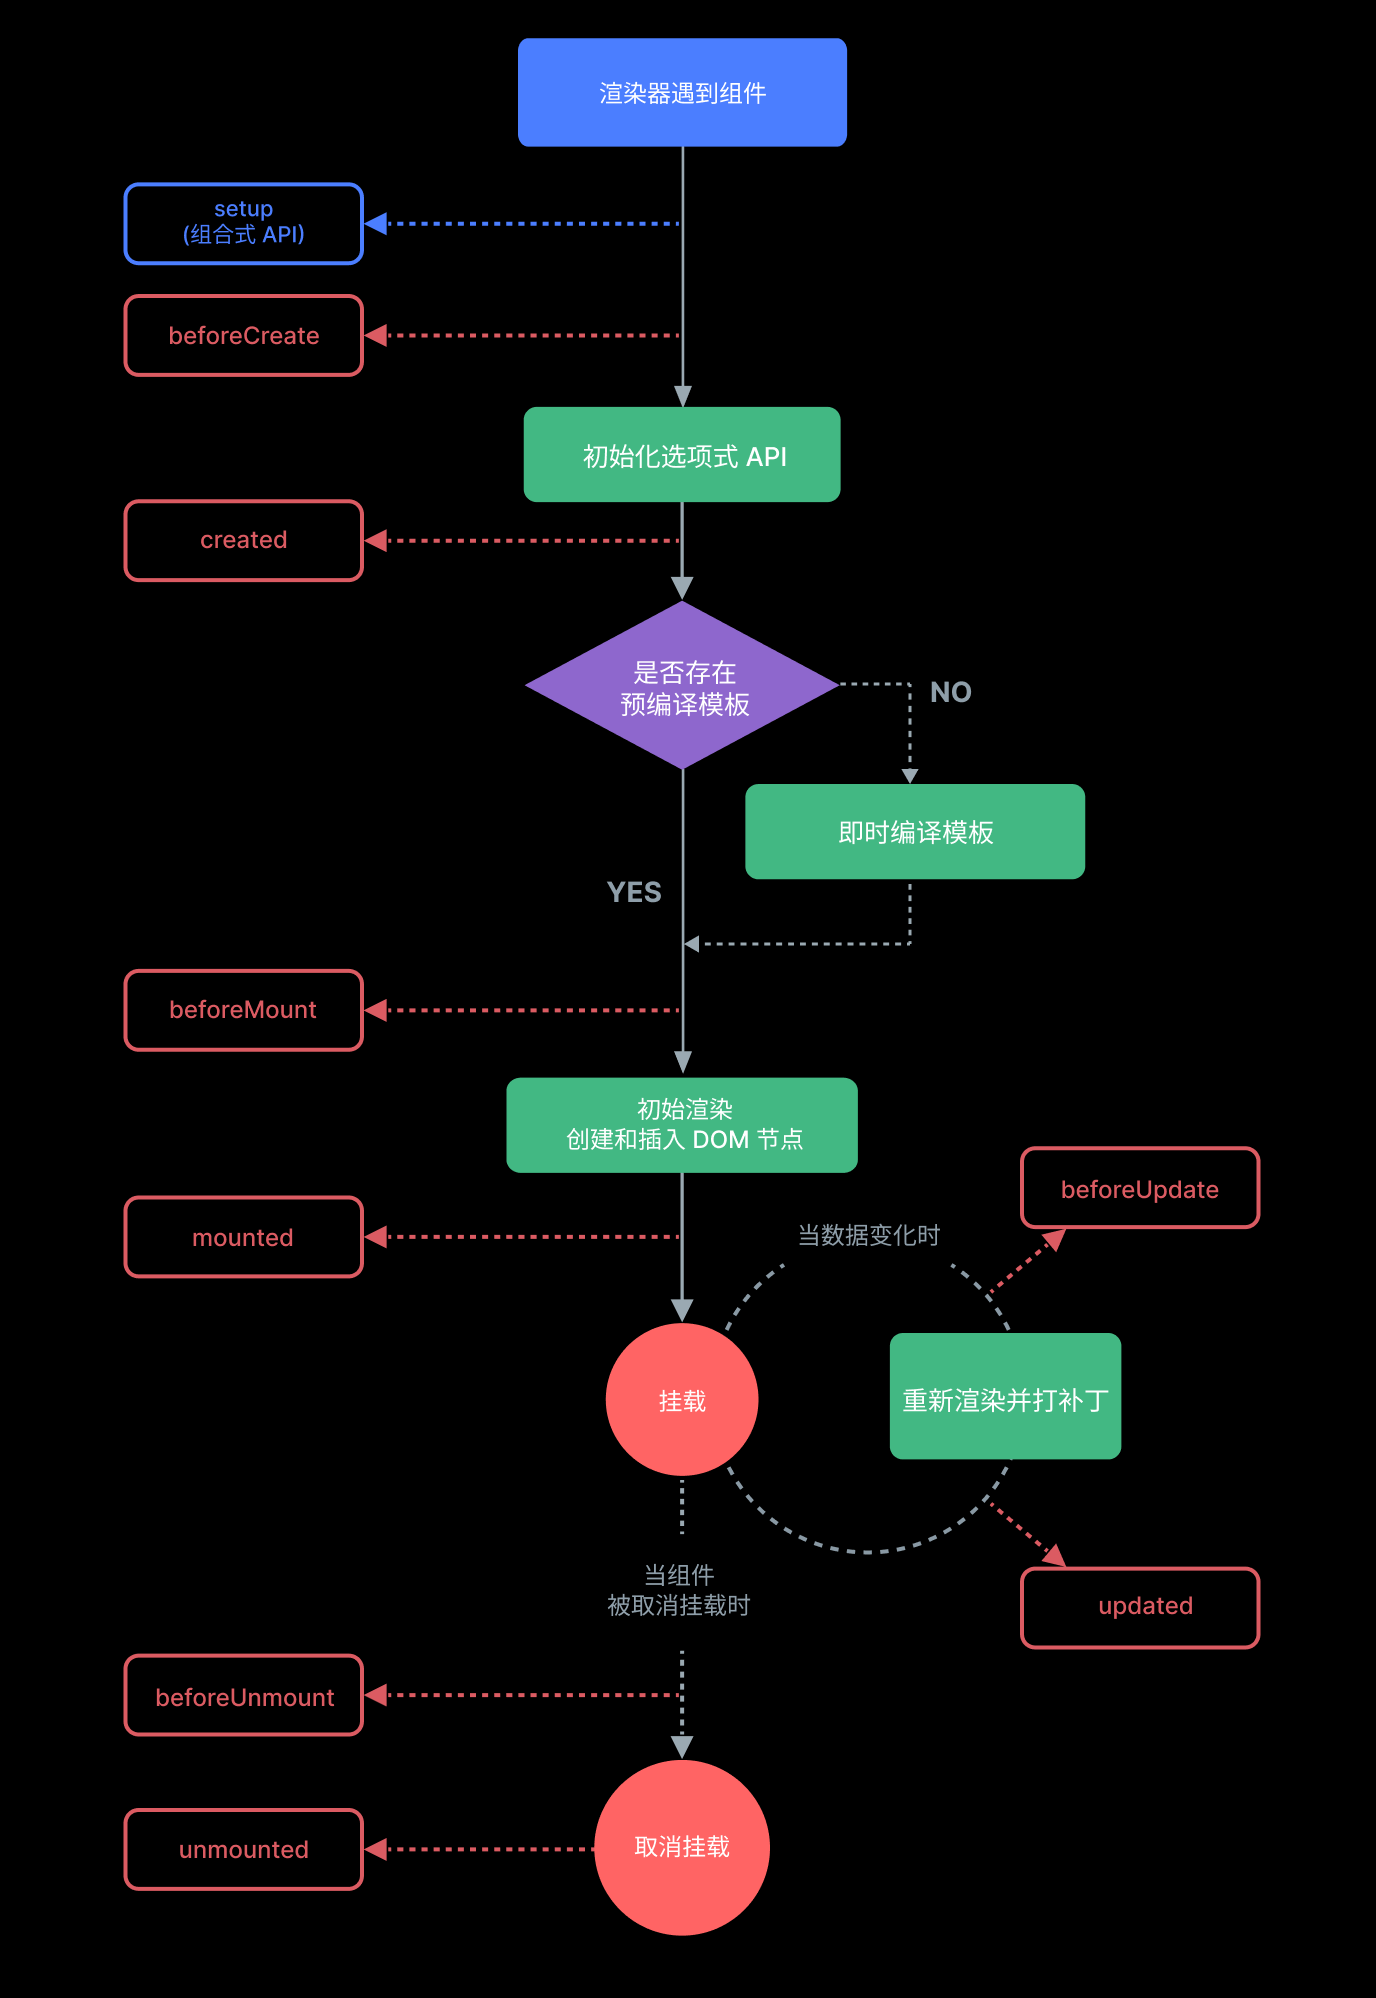 渲染器遇到组件
setup
(组合式 API)
beforeCreate
初始化选项式 API
created
是否存在
预编译模板
NO
即时编译模板
YES
beforeMount
初始渲染
创建和插入 DOM 节点
mounted
当数据变化时
beforeUpdate
挂载
重新渲染并打补丁
当组件
被取消挂载时
updated
beforeUnmount
取消挂载
unmounted